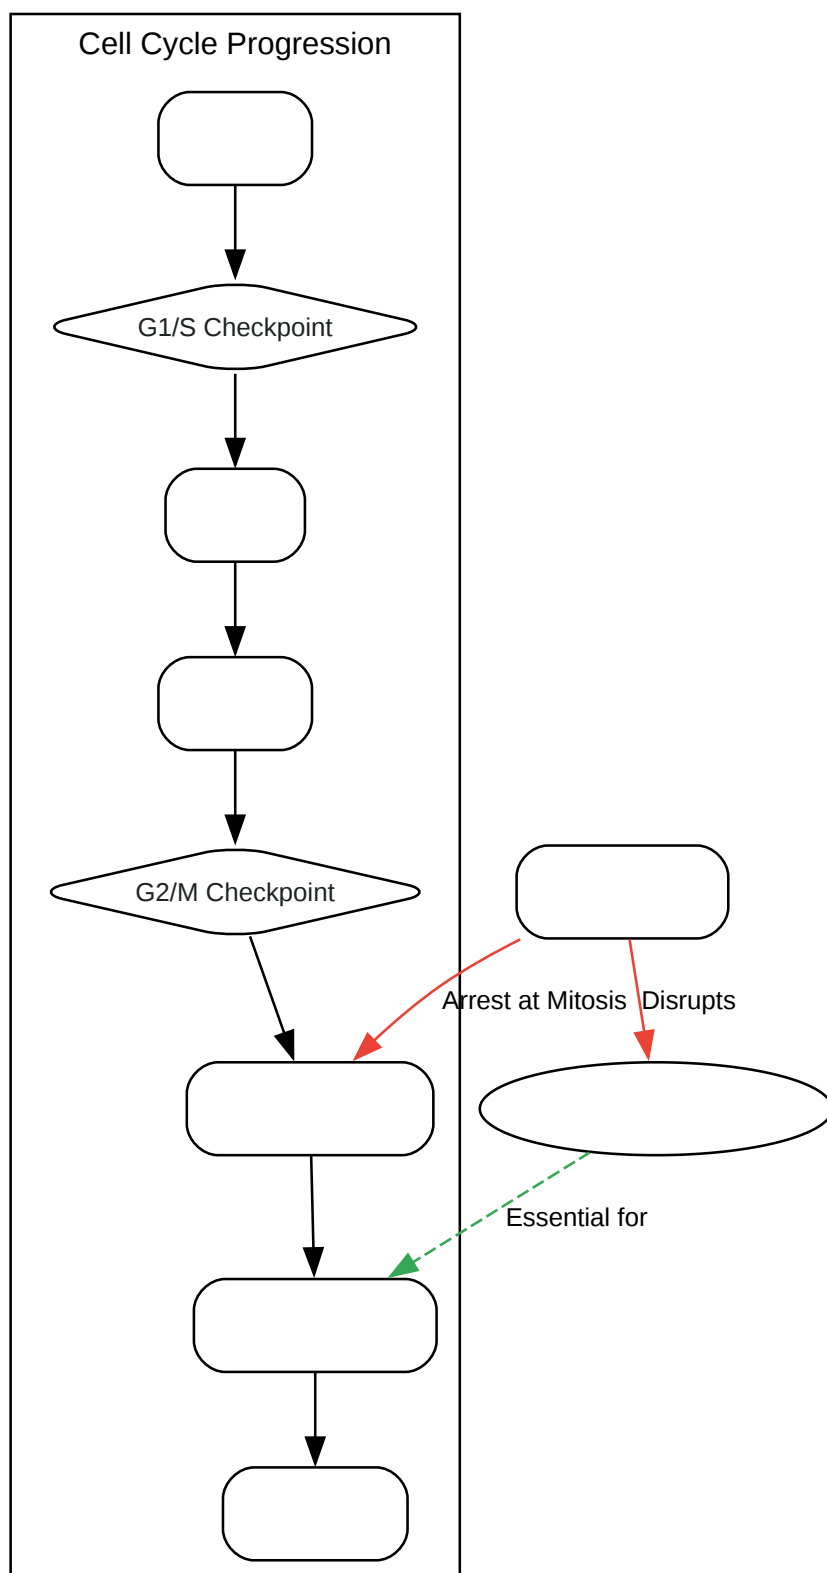 Cell Cycle Progression
G1/S Checkpoint
G2/M Checkpoint
Arrest at Mitosis
Disrupts
Essential for